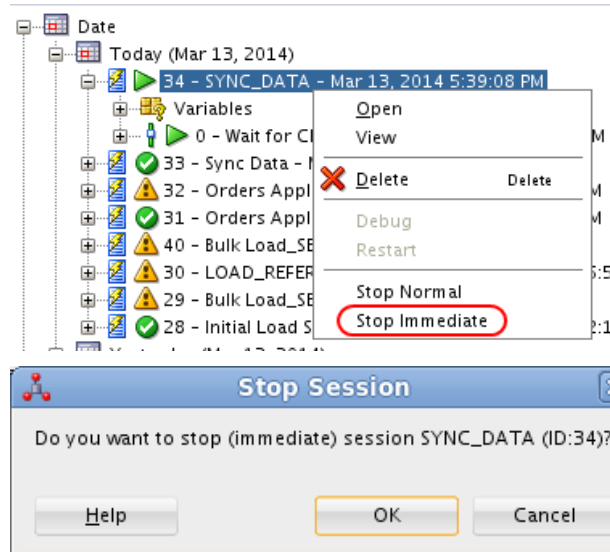 Date
Today (Mar 13, 2014)
34 - SYNC_DATA - Mar 13, 2014 5:39:08 PM
Variables
Open
0 - Wait for
View
33 - Sync Data -
Delete Delete
32 - Orders Appl
31 - Orders Appl
Debug
40 - Bulk Load_SE
Restart
30 - LOAD_REFER
29 - Bulk Load_SE
Stop Normal
28 - Initial Load S
Stop Immediate
Stop Session
Do you want to stop (immediate) session SYNC_DATA (ID:34)?
Help OK Cancel